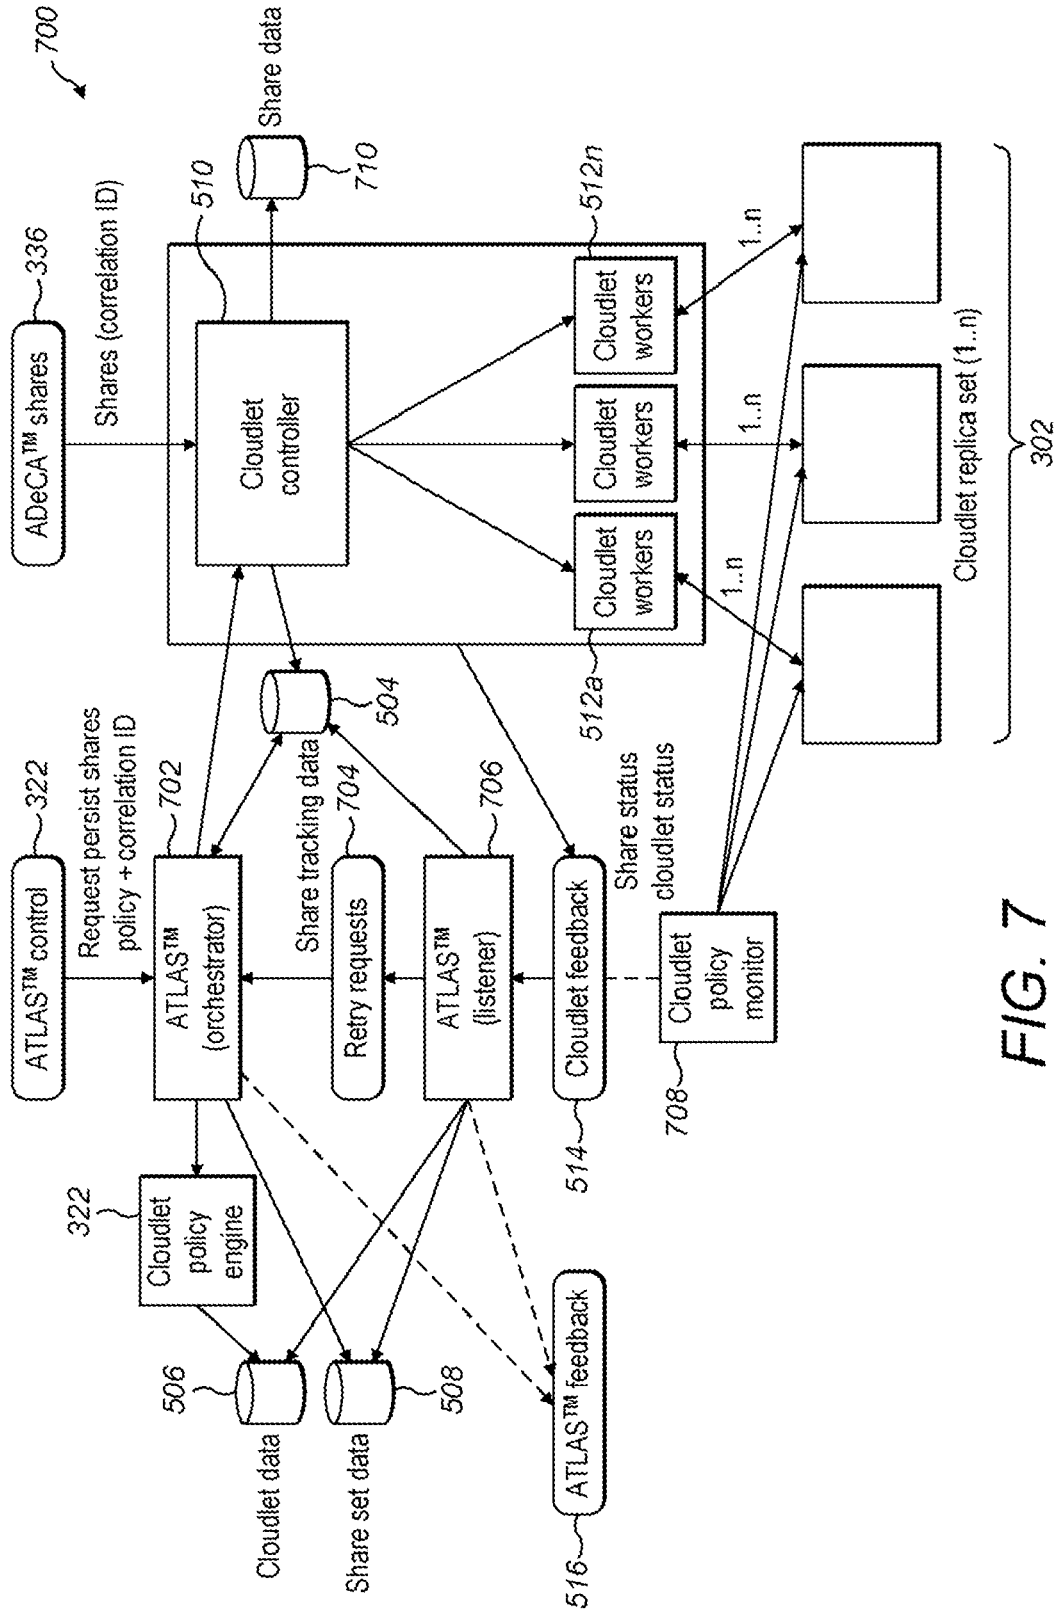 700
ATLAS™ control
322
Request persist shares
policy + correlation ID
ADeCA™ shares
336
Shares (correlation ID)
322
Cloudlet
policy
engine
ATLAS™
(orchestrator)
702
Cloudlet
controller
510
Share data
710
506
Cloudlet data
508
Share set data
Share tracking data
504
Retry requests
704
ATLAS™
(listener)
706
Cloudlet
workers
512a
Cloudlet
workers
Cloudlet
workers
512n
ATLAS™ feedback
516
Cloudlet feedback
514
Share status
cloudlet status
1..n
1..n
1..n
Cloudlet
policy
monitor
708
Cloudlet replica set (1..n)
302
FIG. 7